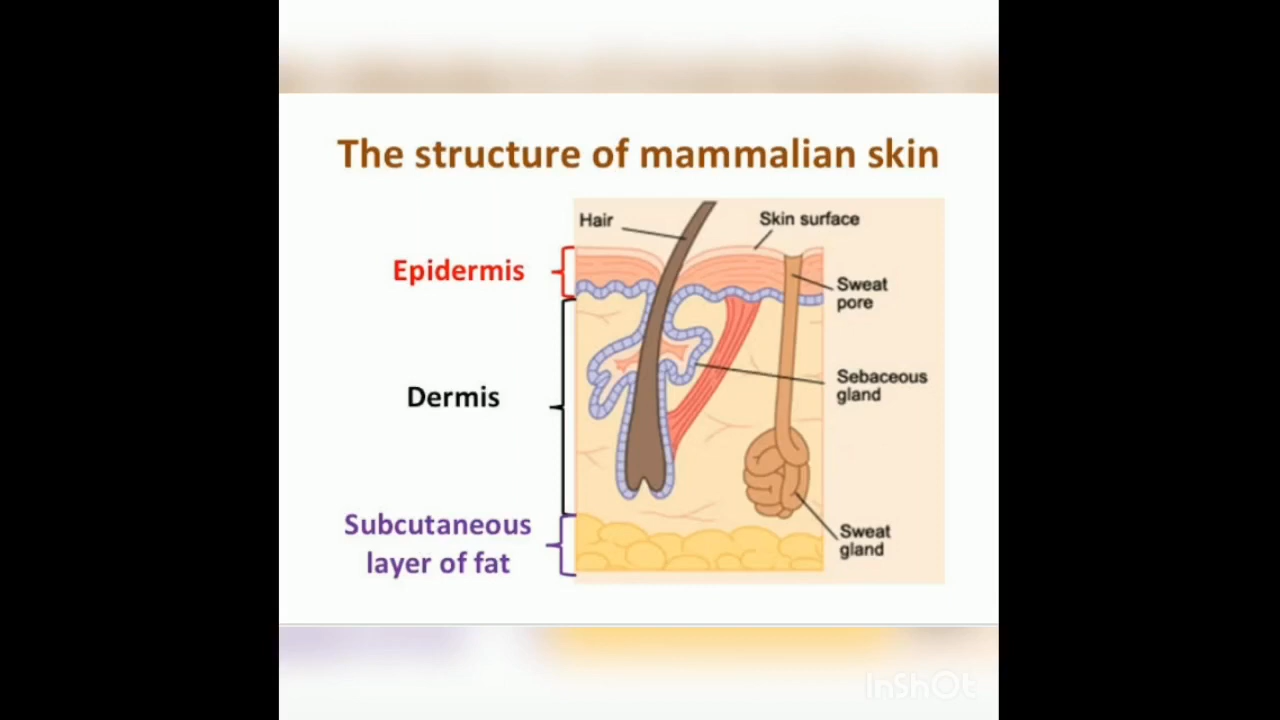 The structure of mammalian skin
Hair
Skin surface
Epidermis
Sweat
pore
Dermis
Sebaceous
gland
Subcutaneous
layer of fat
Sweat
gland
InShOt